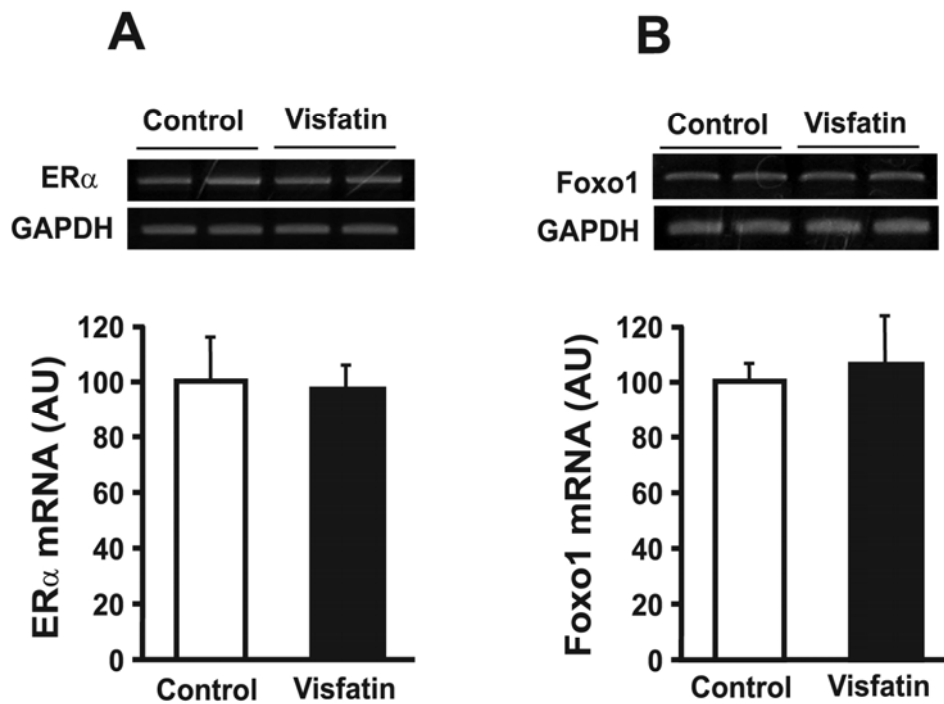 A
Control Visfatin
ERα
GAPDH
120
100
80
60
40
20
0
ERα mRNA (AU)
Control Visfatin
B
Control Visfatin
Foxo1
GAPDH
120
100
80
60
40
20
0
Foxo1 mRNA (AU)
Control Visfatin